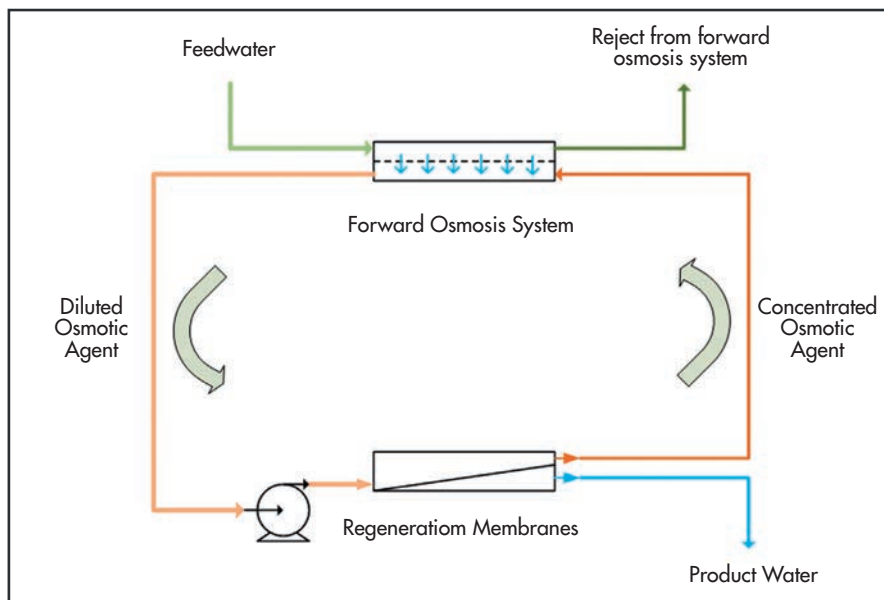 Feedwater
Reject from forward
osmosis system
Forward Osmosis System
Diluted
Osmotic
Agent
Concentrated
Osmotic
Agent
Regeneratiom Membranes
Product Water